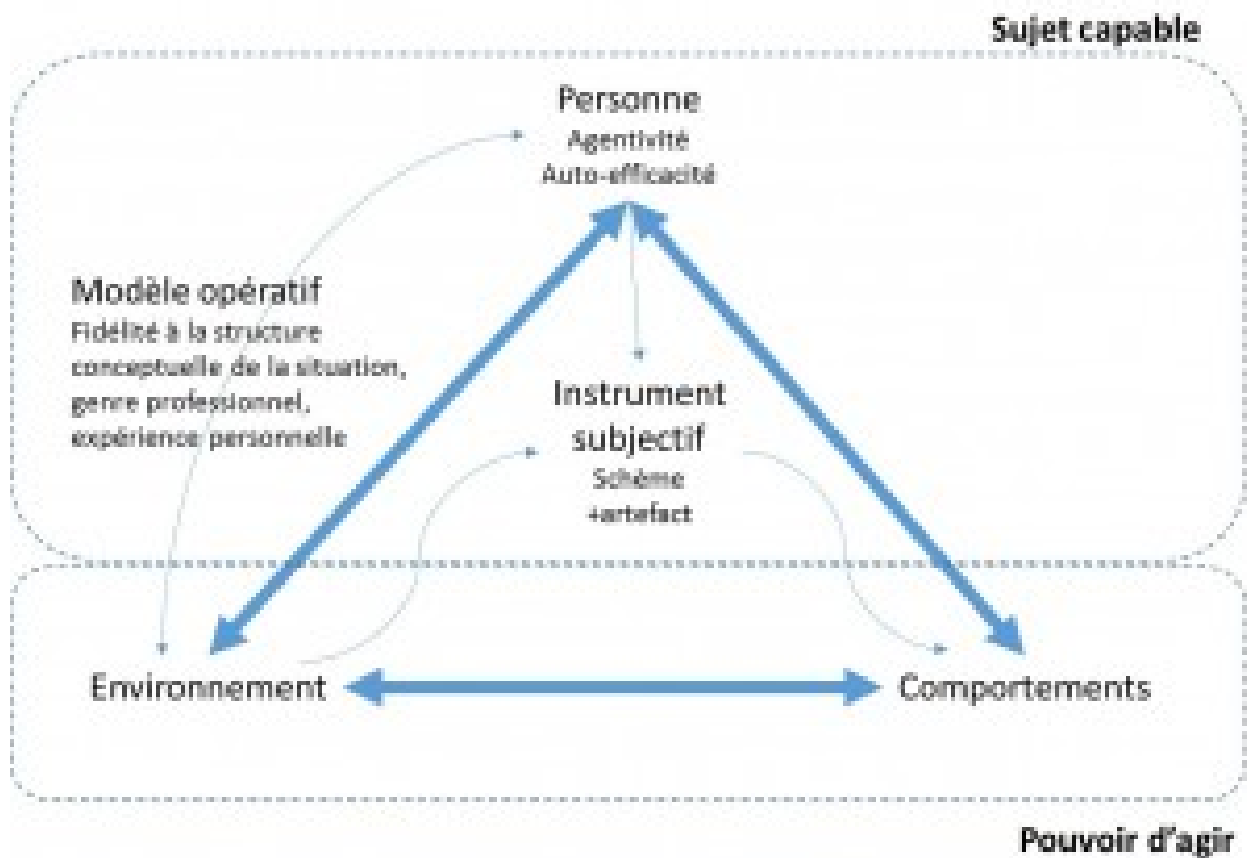 Sujet capable
Personne
Agentivité
Auto-efficacité
Modèle opératif
Fidélité à la structure
conceptuelle de la situation,
genre professionnel,
expérience personnelle
Instrument
subjectif
Schème
+artefact
Environnement
Comportements
Pouvoir d'agir